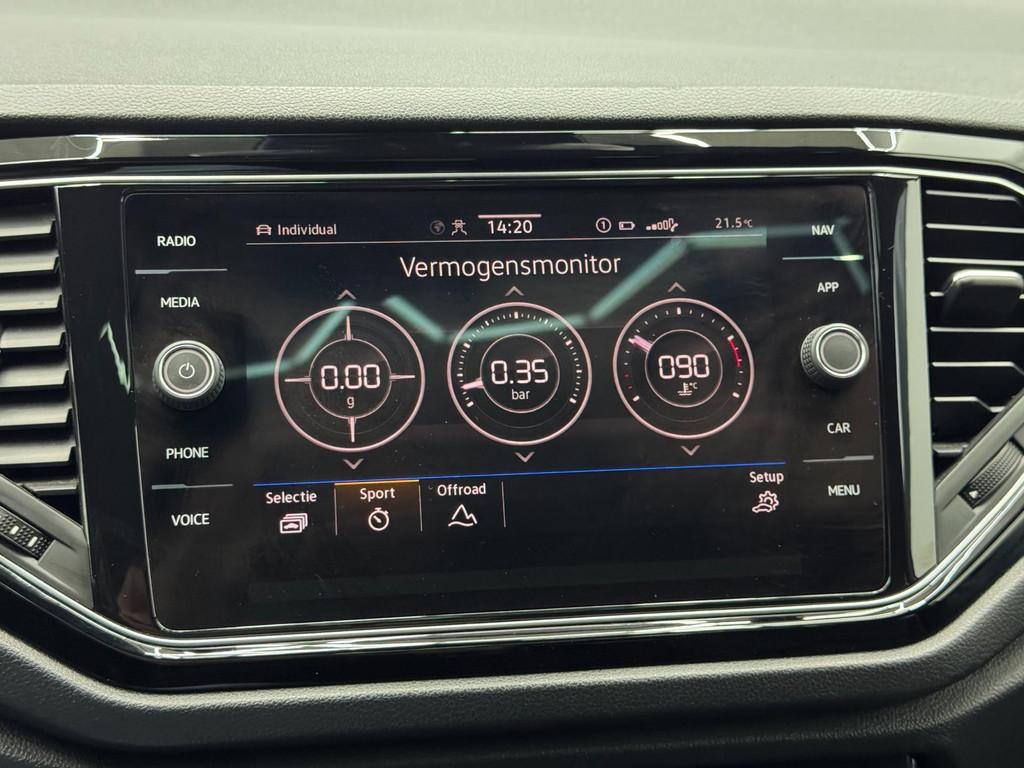 RADIO
MEDIA
PHONE
VOICE
Individual
14:20
1
21.5°C
Vermogensmonitor
0.00
g
0.35
bar
090
°C
Selectie
Sport
Offroad
Setup
NAV
APP
CAR
MENU